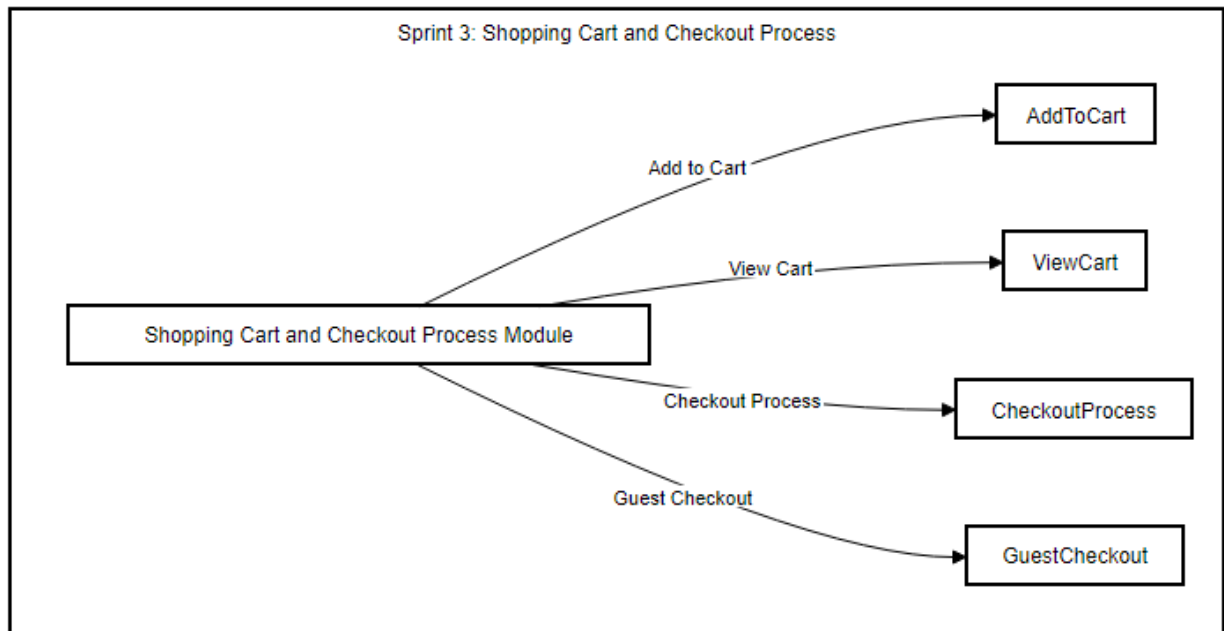 Sprint 3: Shopping Cart and Checkout Process
AddToCart
Add to Cart
ViewCart
View Cart
Shopping Cart and Checkout Process Module
Checkout Process
CheckoutProcess
Guest Checkout
GuestCheckout